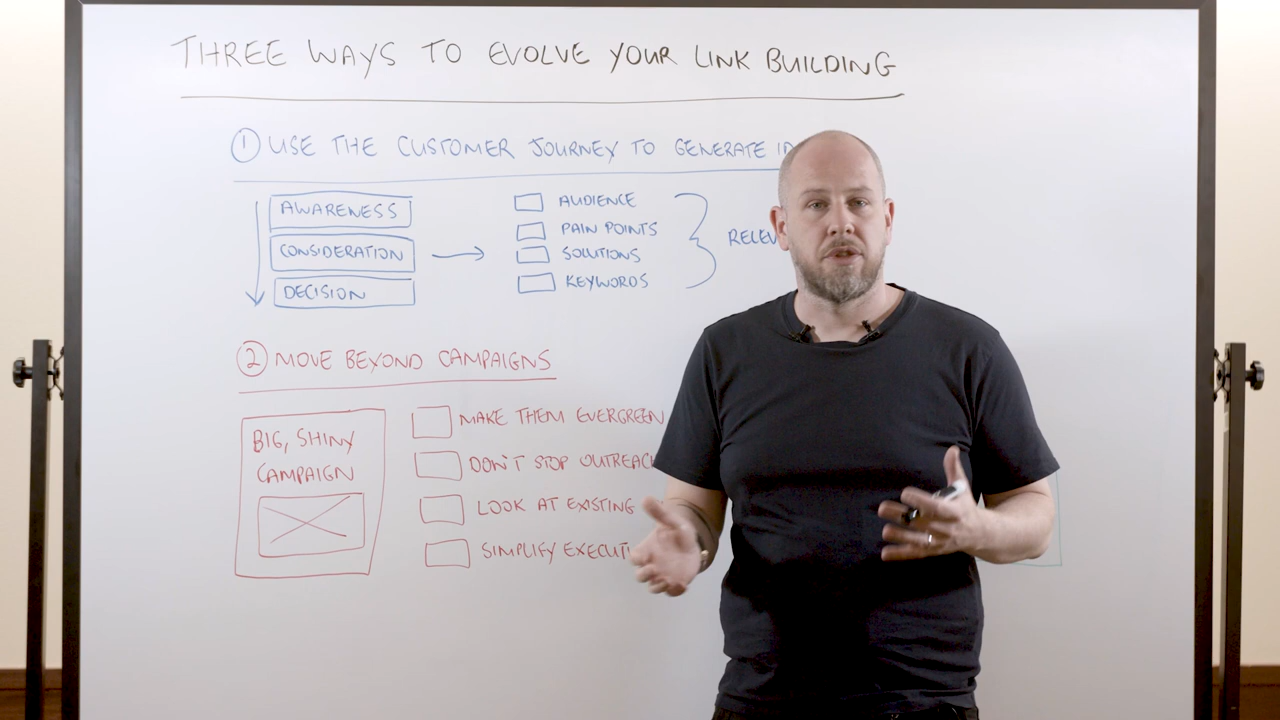 THREE WAYS TO EVOLVE YOUR LINK BUILDING
① USE THE CUSTOMER JOURNEY TO GENERATE
AWARENESS
CONSIDERATION
DECISION
AUDIENCE
PAIN POINTS
SOLUTIONS
KEYWORDS
② MOVE BEYOND CAMPAIGNS
BIG, SHINY
CAMPAIGN
MAKE THEM EVERGREEN
DON'T STOP
LOOK AT EXISTING
SIMPLIFY